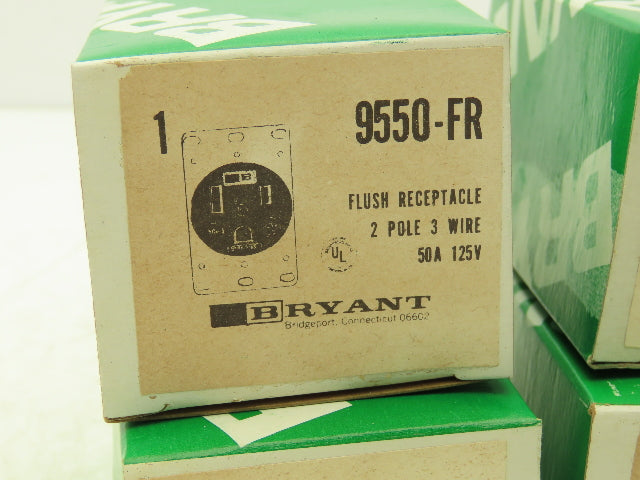 1 9550-FR
FLUSH RECEPTACLE
2 POLE 3 WIRE
50A 125V
UL
BRYANT
Bridgeport, Connecticut 06602